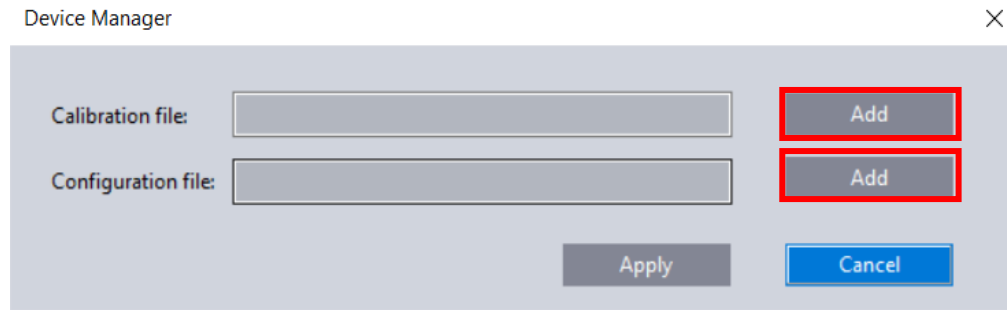 Device Manager
Calibration file:
Add
Configuration file:
Add
Apply
Cancel